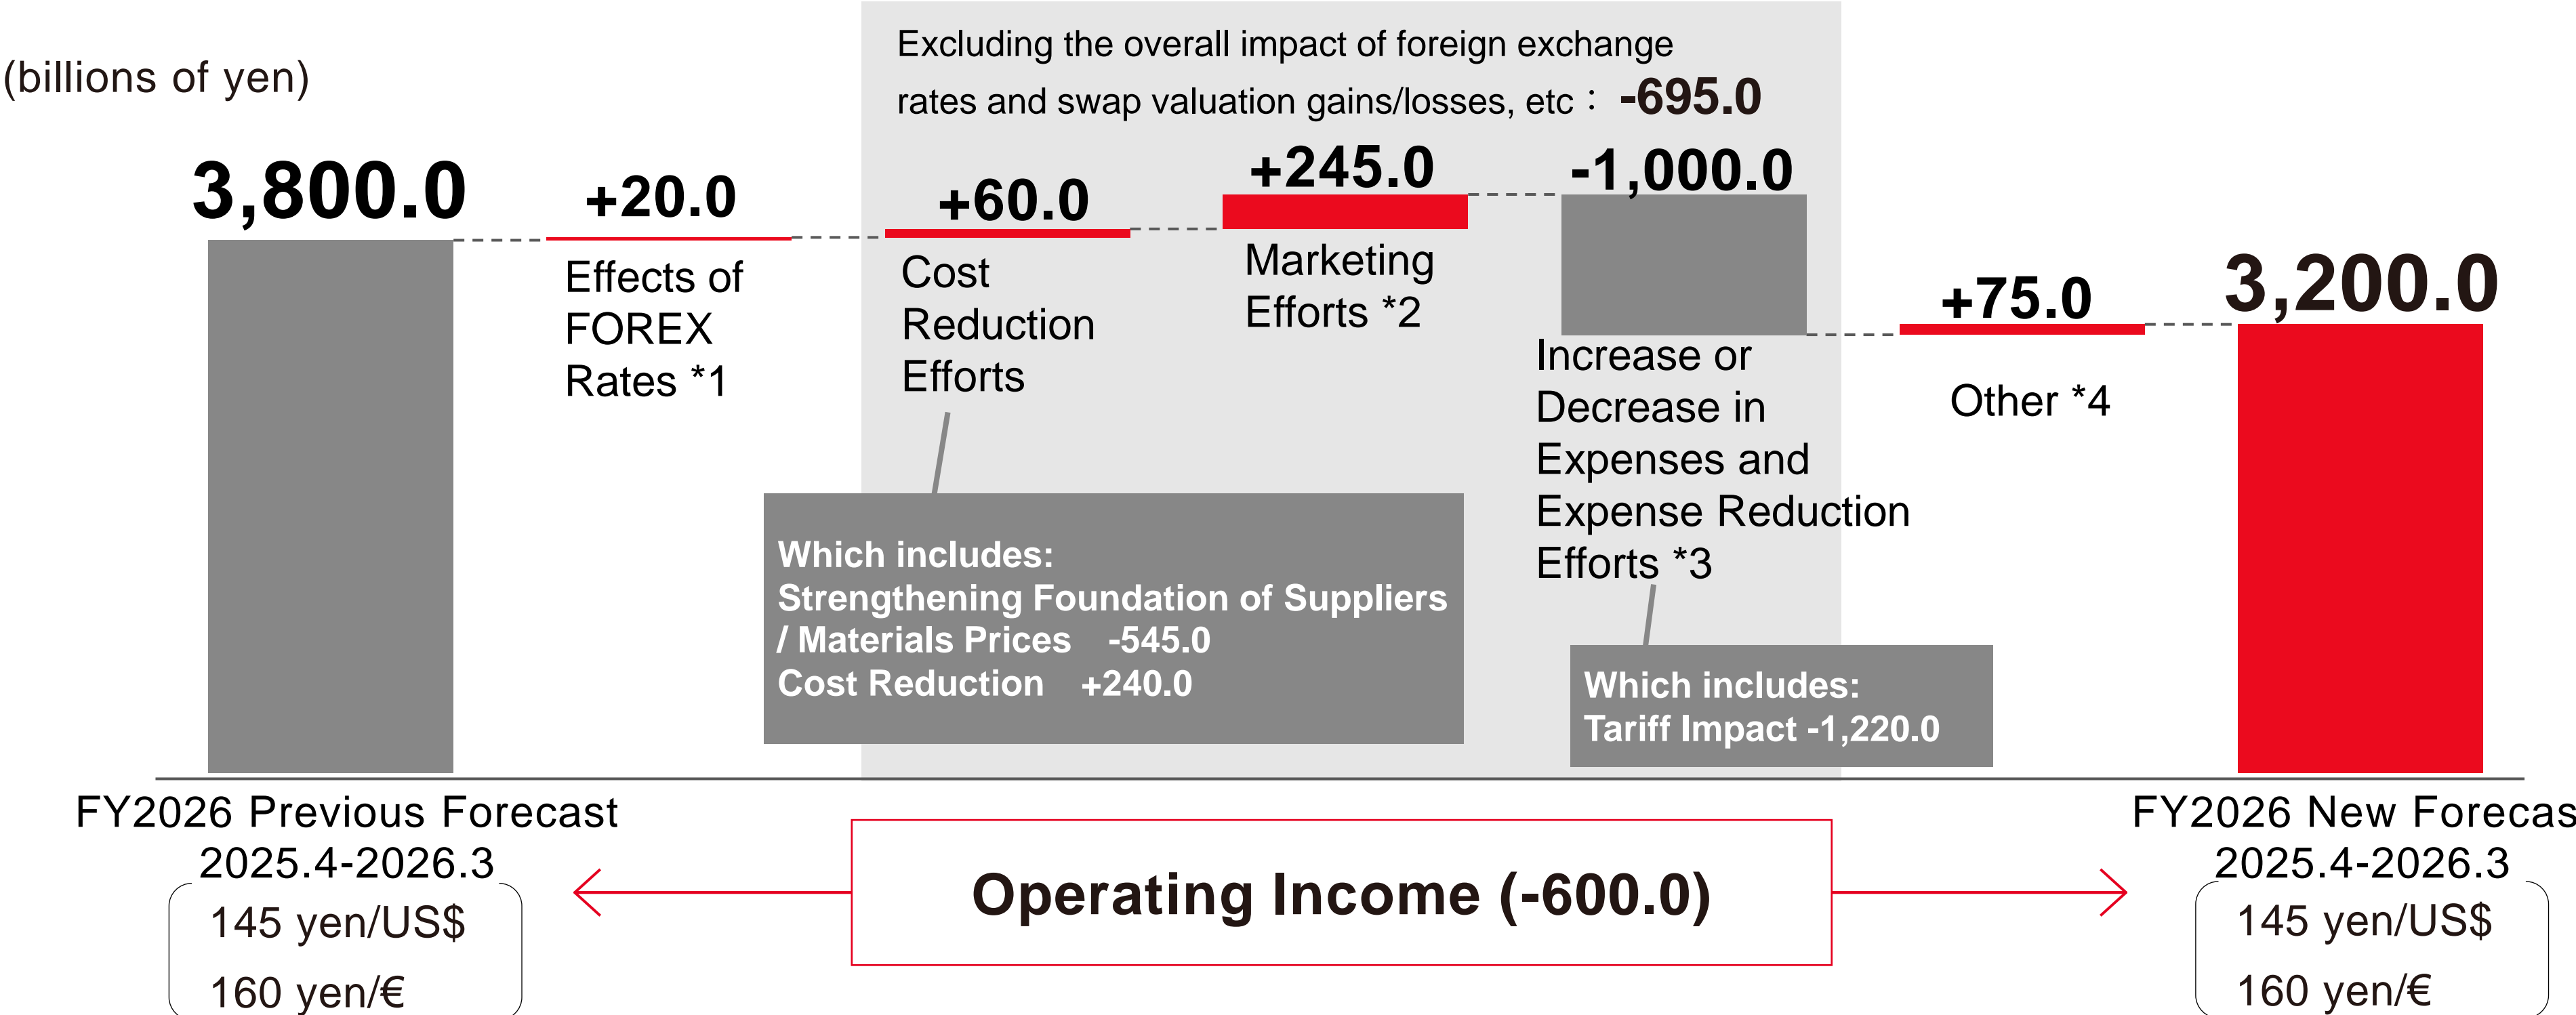 (billions of yen)
Excluding the overall impact of foreign exchange
rates and swap valuation gains/losses, etc： -695.0
3,800.0
+20.0
Effects of
FOREX
Rates *1
+60.0
Cost
Reduction
Efforts
+245.0
Marketing
Efforts *2
-1,000.0
Increase or
Decrease in
Expenses and
Expense Reduction
Efforts *3
+75.0
Other *4
3,200.0
Which includes:
Strengthening Foundation of Suppliers
/ Materials Prices -545.0
Cost Reduction +240.0
Which includes:
Tariff Impact -1,220.0
FY2026 Previous Forecast
2025.4-2026.3
145 yen/US$
160 yen/€
Operating Income (-600.0)
FY2026 New Forecas
2025.4-2026.3
145 yen/US$
160 yen/€